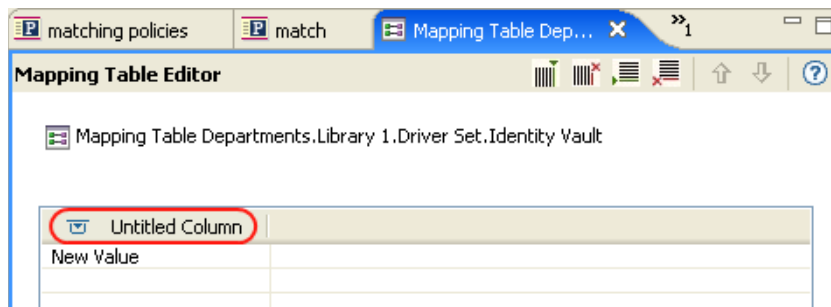 matching policies match Mapping Table Dep... »1
Mapping Table Editor
Mapping Table Departments.Library 1.Driver Set.Identity Vault
Untitled Column
New Value